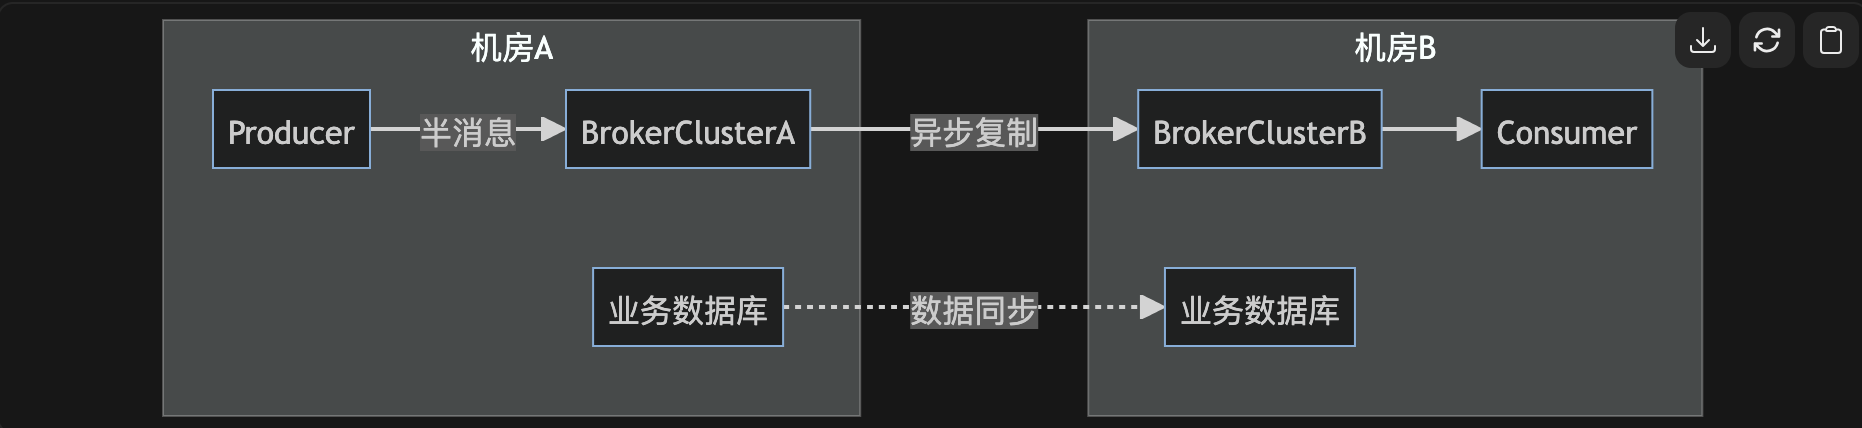 机房A
机房B
Producer
半消息
BrokerClusterA
异步复制
BrokerClusterB
Consumer
业务数据库
数据同步
业务数据库